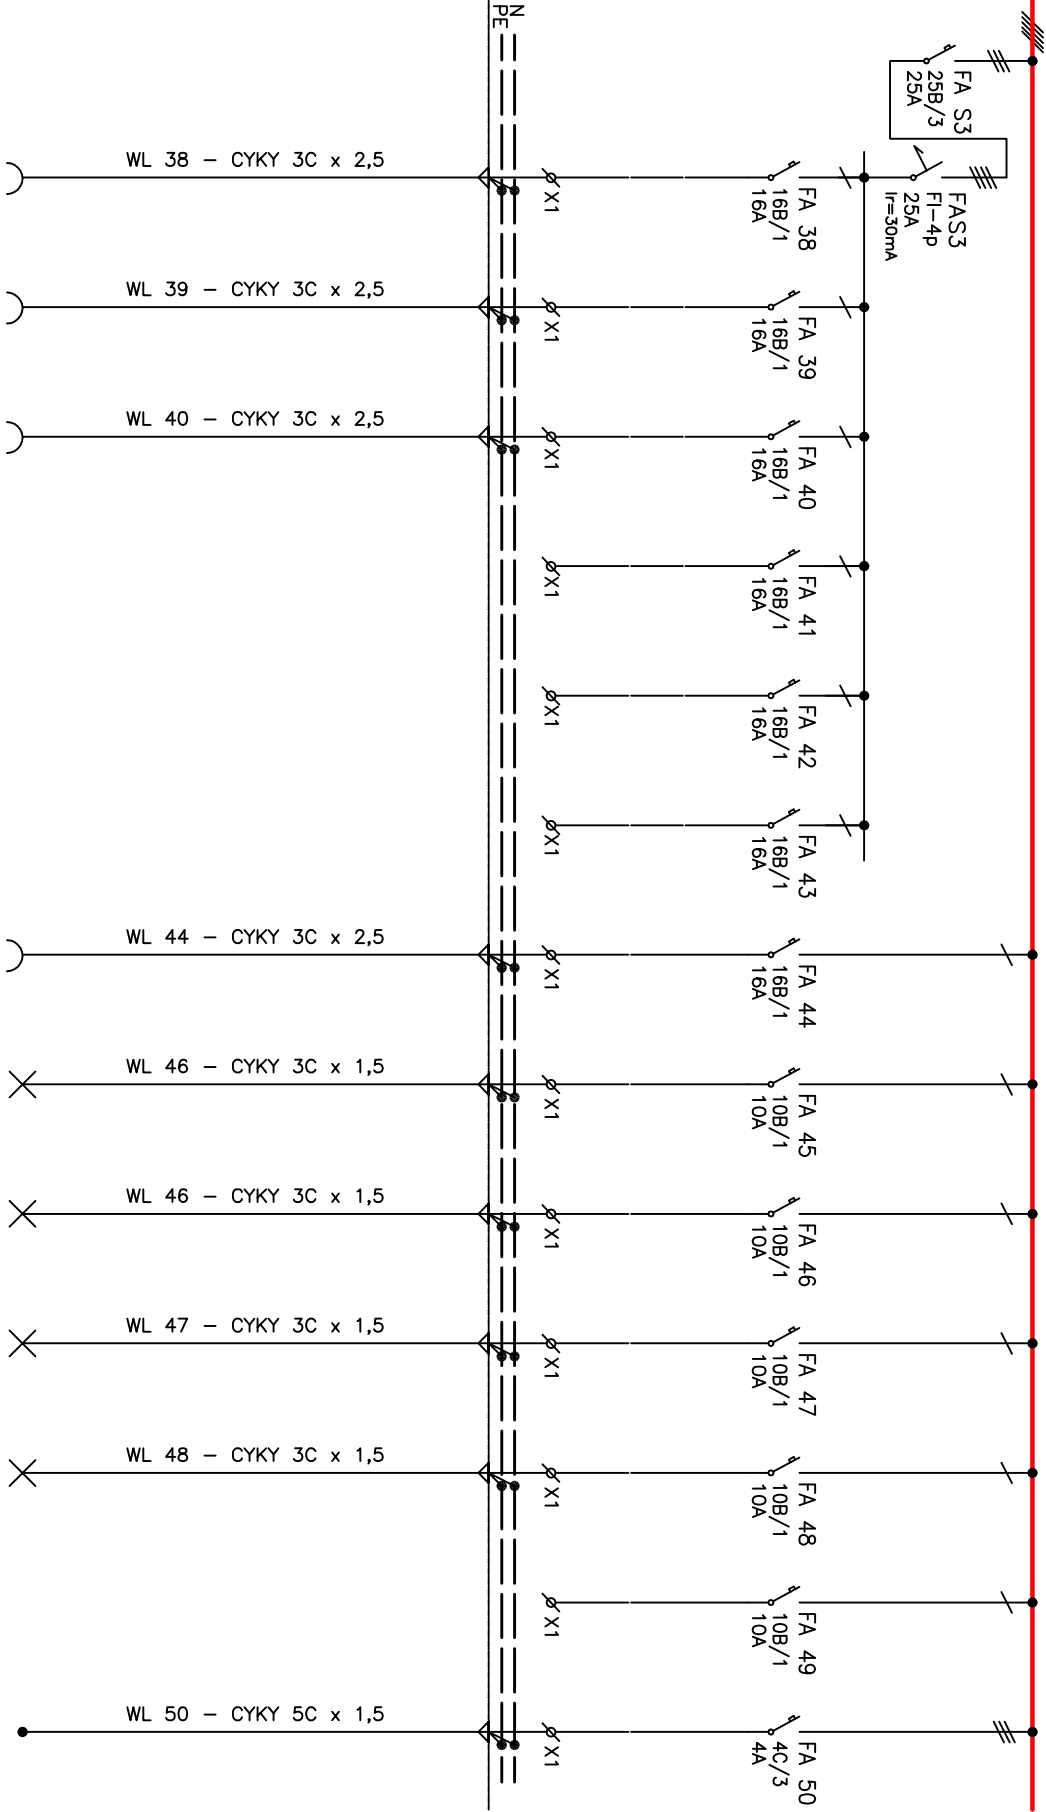 N
PE
FA S3
25B/3
25A
FAS3
FI-4p
25A
Ir=30mA
WL 38 - CYKY 3C x 2,5
X1
FA 38
16B/1
16A
WL 39 - CYKY 3C x 2,5
X1
FA 39
16B/1
16A
WL 40 - CYKY 3C x 2,5
X1
FA 40
16B/1
16A
X1
FA 41
16B/1
16A
X1
FA 42
16B/1
16A
X1
FA 43
16B/1
16A
WL 44 - CYKY 3C x 2,5
X1
FA 44
16B/1
16A
WL 46 - CYKY 3C x 1,5
X1
FA 45
10B/1
10A
WL 46 - CYKY 3C x 1,5
X1
FA 46
10B/1
10A
WL 47 - CYKY 3C x 1,5
X1
FA 47
10B/1
10A
WL 48 - CYKY 3C x 1,5
X1
FA 48
10B/1
10A
X1
FA 49
10B/1
10A
WL 50 - CYKY 5C x 1,5
X1
FA 50
4C/3
4A